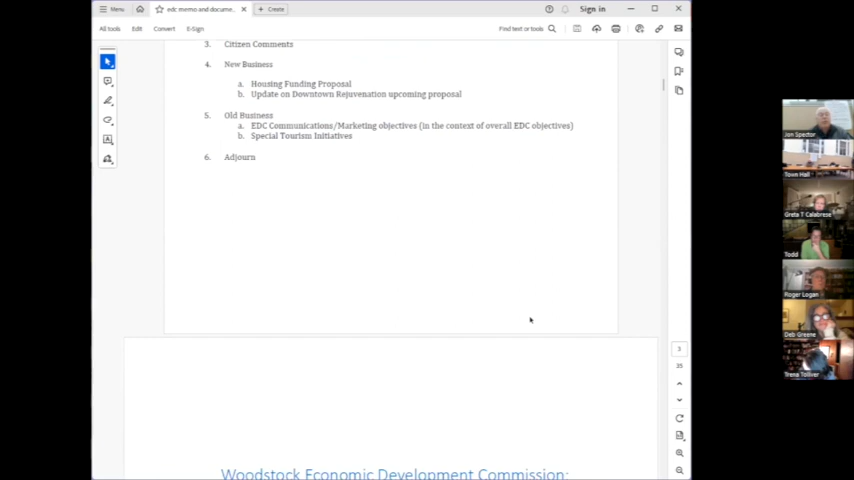 Menu
edc memo and docume...
Create
Sign in
All tools
Edit
Convert
E-Sign
Find text or tools
3. Citizen Comments
4. New Business
a. Housing Funding Proposal
b. Update on Downtown Rejuvenation upcoming proposal
5. Old Business
a. EDC Communications/Marketing objectives (in the context of overall EDC objectives)
b. Special Tourism Initiatives
6. Adjourn
3
35
Woodstock Economic Development Commission:
Jon Spector
Town Hall
Greta T Calabrese
Todd
Roger Logan
Deb Greene
Trena Tolliver